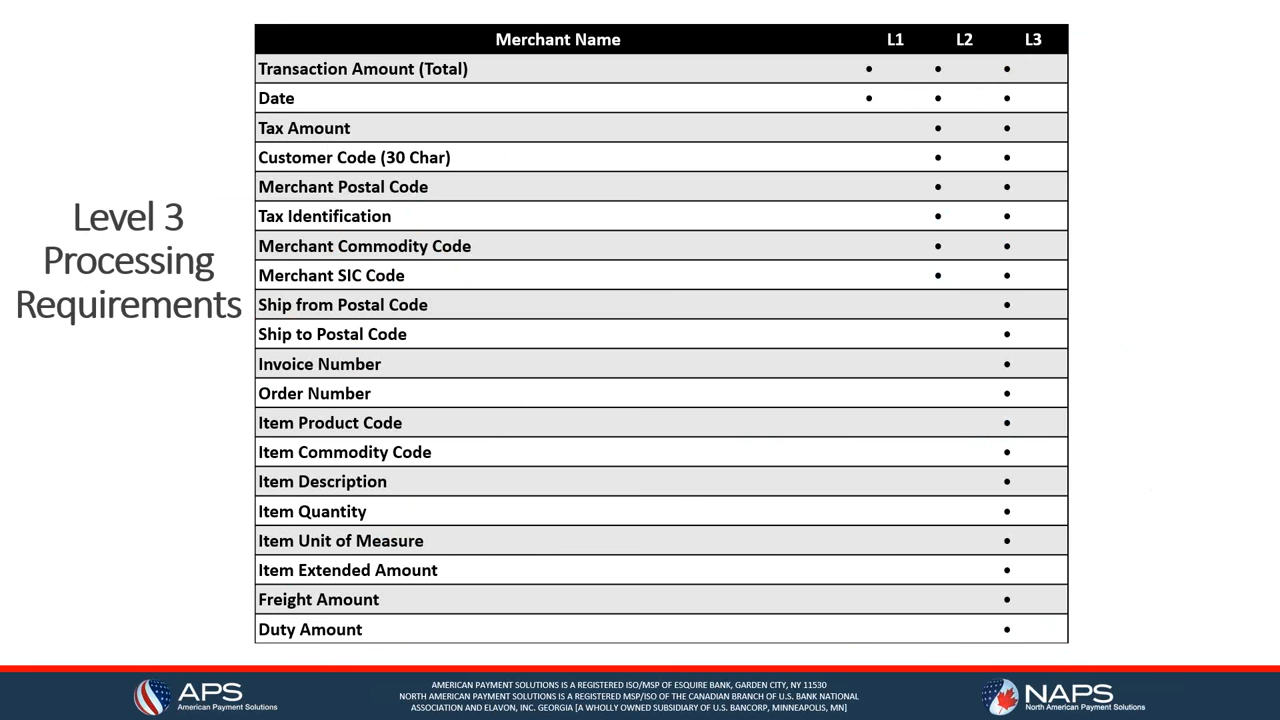 Level 3
Processing
Requirements
Merchant Name L1 L2 L3
Transaction Amount (Total) • • •
Date • • •
Tax Amount • •
Customer Code (30 Char) • •
Merchant Postal Code • •
Tax Identification • •
Merchant Commodity Code • •
Merchant SIC Code • •
Ship from Postal Code •
Ship to Postal Code •
Invoice Number •
Order Number •
Item Product Code •
Item Commodity Code •
Item Description •
Item Quantity •
Item Unit of Measure •
Item Extended Amount •
Freight Amount •
Duty Amount •
APS
American Payment Solutions
AMERICAN PAYMENT SOLUTIONS IS A REGISTERED ISO/MSP OF ESQUIRE BANK, GARDEN CITY, NY 11530
NORTH AMERICAN PAYMENT SOLUTIONS IS A REGISTERED MSP/ISO OF THE CANADIAN BRANCH OF U.S. BANK NATIONAL
ASSOCIATION AND ELAVON, INC. GEORGIA [A WHOLLY OWNED SUBSIDIARY OF U.S. BANCORP, MINNEAPOLIS, MN]
NAPS
North American Payment Solutions